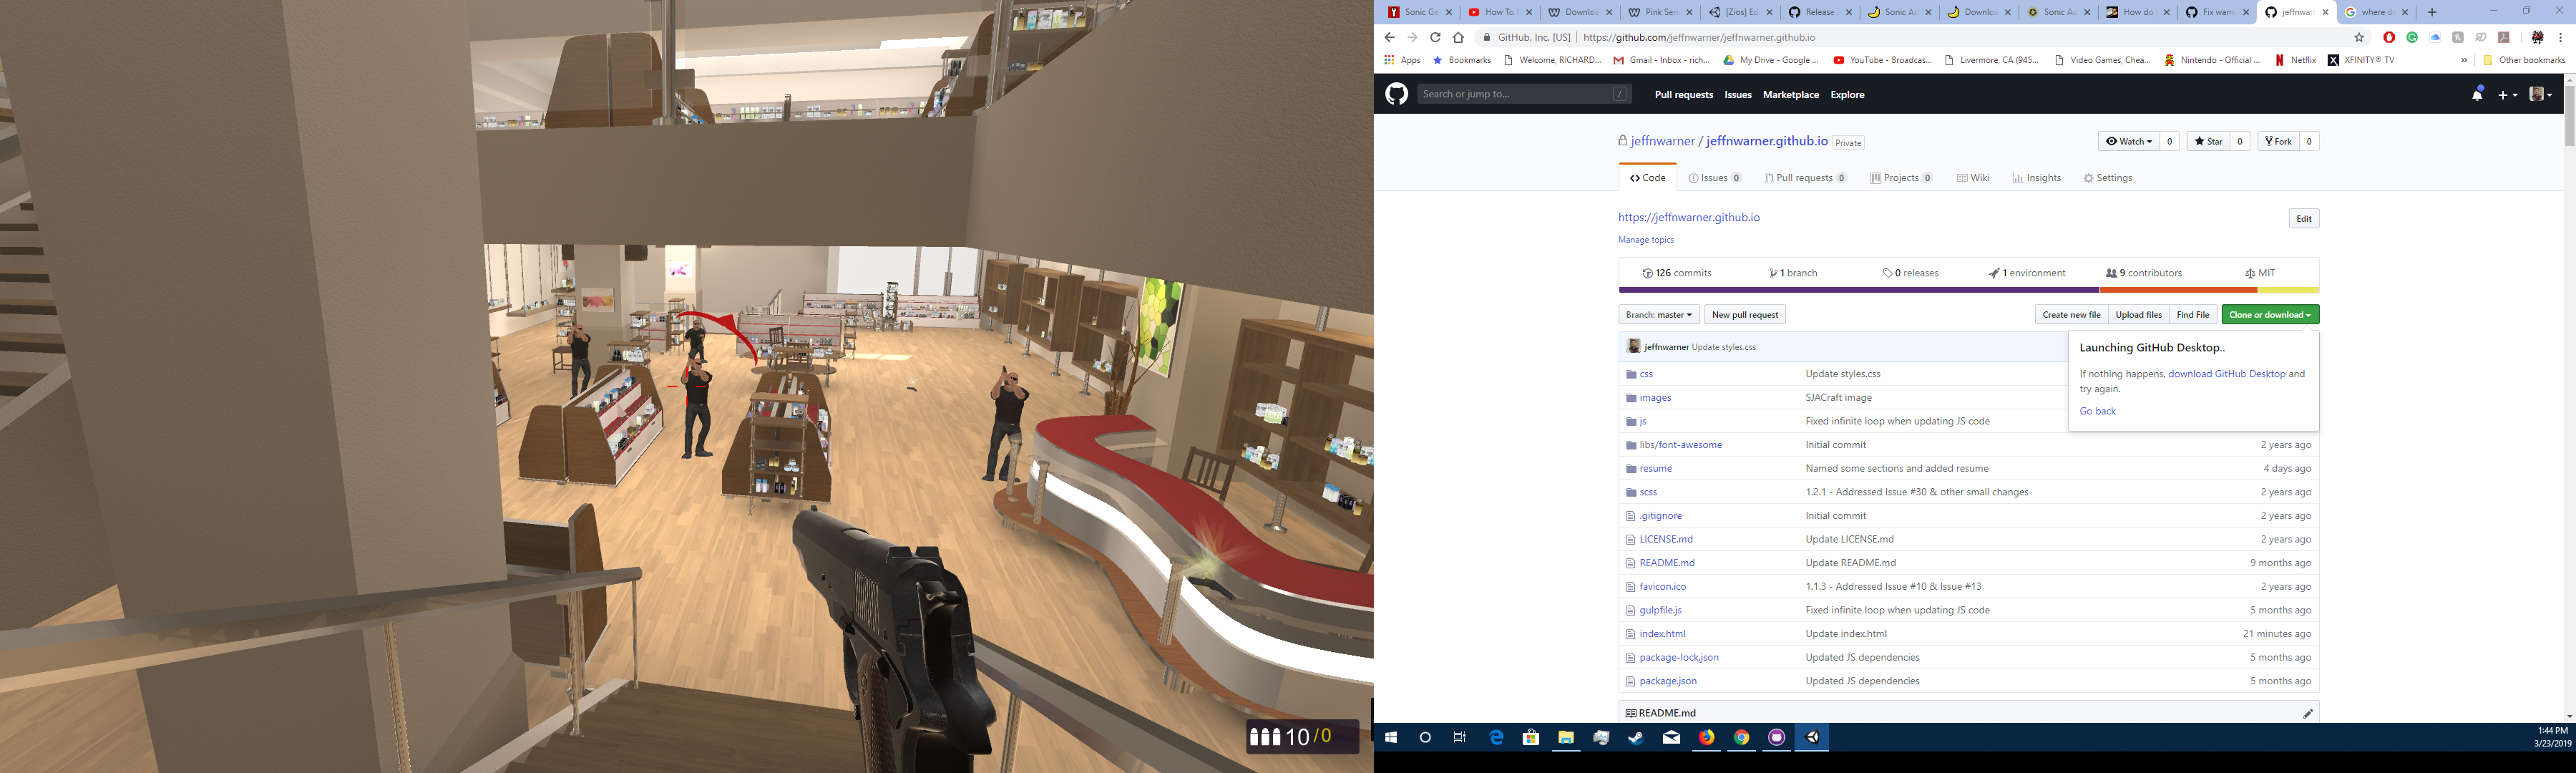 10/0
Sonic Ge
How To
Downloa
Pink Sem
[Zios] Ed
Release
Sonic Ad
Downloa
Sonic Ad
How do
Fix warn
jeffnwarn
where do
GitHub, Inc. [US] | https://github.com/jeffnwarner/jeffnwarner.github.io
Apps Bookmarks Welcome, RICHARD... Gmail - Inbox - rich... My Drive - Google ... YouTube - Broadcas... Livermore, CA (945... Video Games, Chea... Nintendo - Official ... Netflix XFINITY® TV » Other bookmarks
Search or jump to... / Pull requests Issues Marketplace Explore
jeffnwarner / jeffnwarner.github.io Private Watch 0 Star 0 Fork 0
Code Issues 0 Pull requests 0 Projects 0 Wiki Insights Settings
https://jeffnwarner.github.io Edit
Manage topics
126 commits 1 branch 0 releases 1 environment 9 contributors MIT
Branch: master New pull request Create new file Upload files Find File Clone or download
jeffnwarner Update styles.css
Launching GitHub Desktop..
If nothing happens, download GitHub Desktop and
try again.
Go back
css Update styles.css
images SJACraft image
js Fixed infinite loop when updating JS code
libs/font-awesome Initial commit 2 years ago
resume Named some sections and added resume 4 days ago
scss 1.2.1 - Addressed Issue #30 & other small changes 2 years ago
.gitignore Initial commit 2 years ago
LICENSE.md Update LICENSE.md 2 years ago
README.md Update README.md 9 months ago
favicon.ico 1.1.3 - Addressed Issue #10 & Issue #13 2 years ago
gulpfile.js Fixed infinite loop when updating JS code 5 months ago
index.html Update index.html 21 minutes ago
package-lock.json Updated JS dependencies 5 months ago
package.json Updated JS dependencies 5 months ago
README.md
1:44 PM
3/23/2019